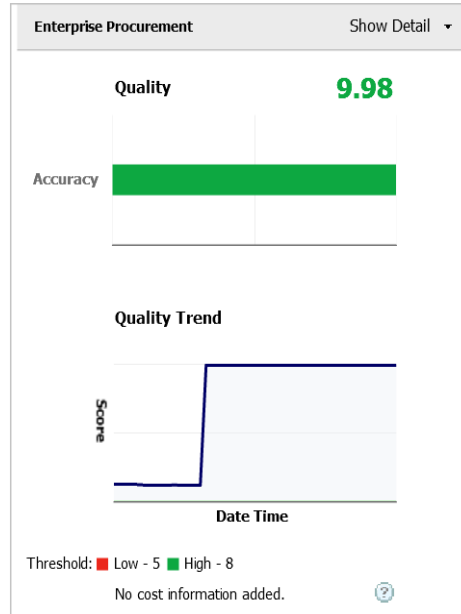 Enterprise Procurement Show Detail
Quality 9.98
Accuracy
Quality Trend
Score
Date Time
Threshold: Low - 5 High - 8
No cost information added. ?